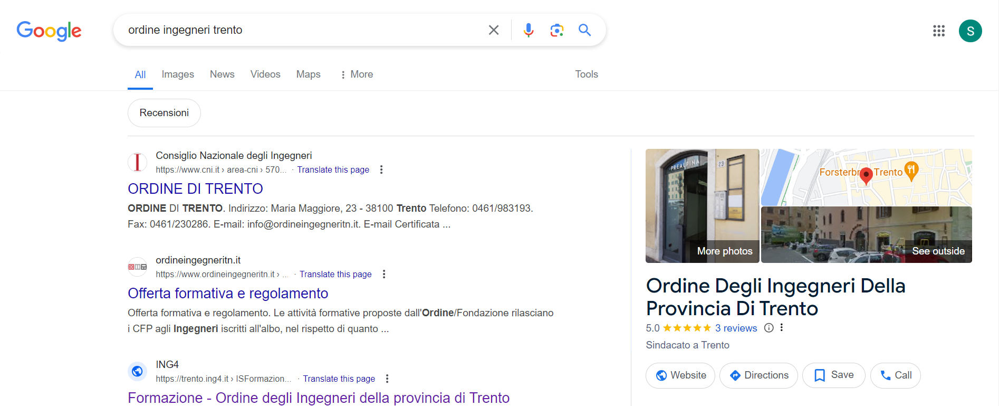 Google
ordine ingegneri trento
S
All
Images
News
Videos
Maps
More
Tools
Recensioni
Consiglio Nazionale degli Ingegneri
https://www.cni.it › area-cni › 570... · Translate this page
ORDINE DI TRENTO
ORDINE DI TRENTO. Indirizzo: Maria Maggiore, 23 - 38100 Trento Telefono: 0461/983193.
Fax: 0461/230286. E-mail: info@ordineingegneritn.it. E-mail Certificata ...
ordineingegneritn.it
https://www.ordineingegneritn.it › ... · Translate this page
Offerta formativa e regolamento
Offerta formativa e regolamento. Le attività formative proposte dall'Ordine/Fondazione rilasciano
i CFP agli Ingegneri iscritti all'albo, nel rispetto di quanto ...
ING4
https://trento.ing4.it › ISFormazion... · Translate this page
Formazione - Ordine degli Ingegneri della provincia di Trento
PREALPINA
23
More photos
Forsterbr Trento
See outside
Ordine Degli Ingegneri Della
Provincia Di Trento
5.0 3 reviews
Sindacato a Trento
Website
Directions
Save
Call